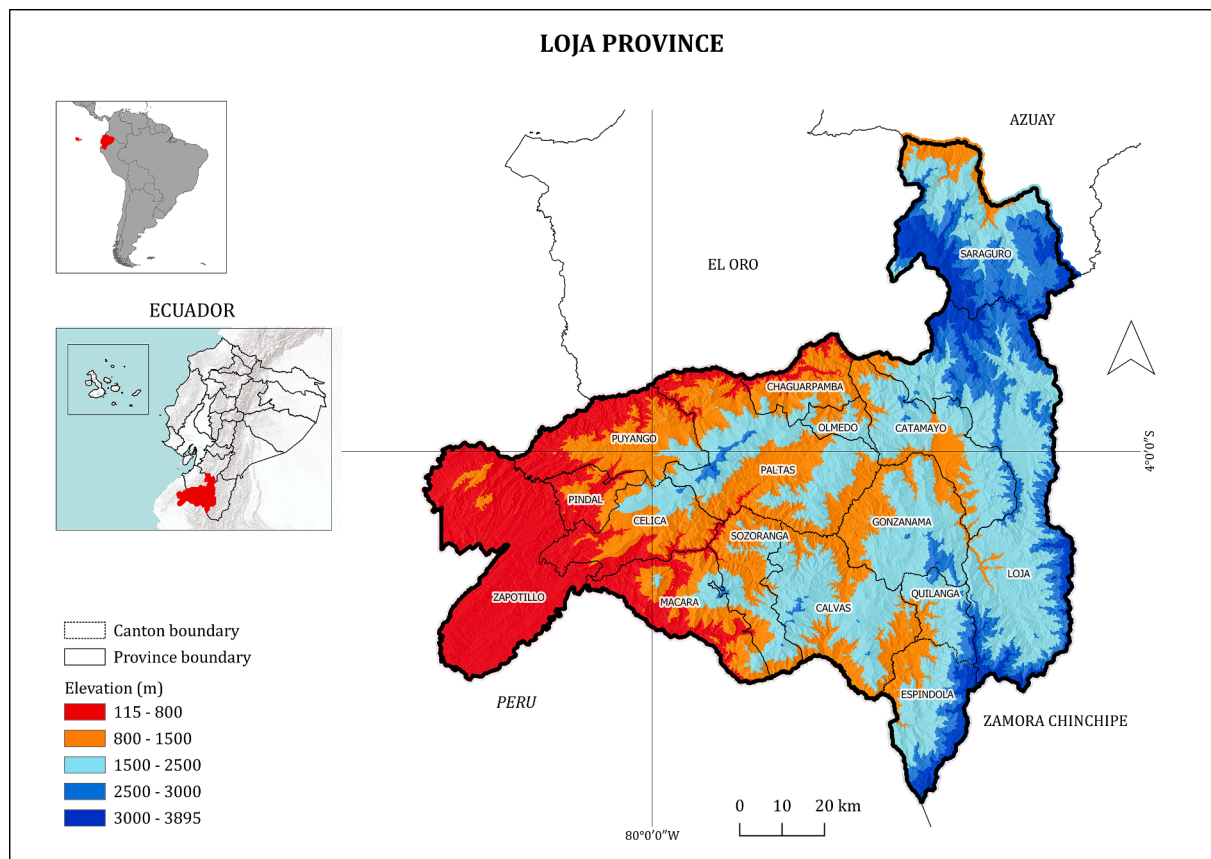 LOJA PROVINCE
AZUAY
SARAGURO
EL ORO
ECUADOR
CHAGUARPAMBA
OLMEDO
CATAMAYO
PUYANGO
4°0'0"S
PALTAS
PINDAL
CELICA
GONZANAMA
SOZORANGA
LOJA
ZAPOTILLO
MACARA
CALVAS
QUILANGA
Canton boundary
Province boundary
Elevation (m)
115 - 800
800 - 1500
1500 - 2500
2500 - 3000
3000 - 3895
PERU
ESPINDOLA
ZAMORA CHINCHIPE
0 10 20 km
80°0'0"W